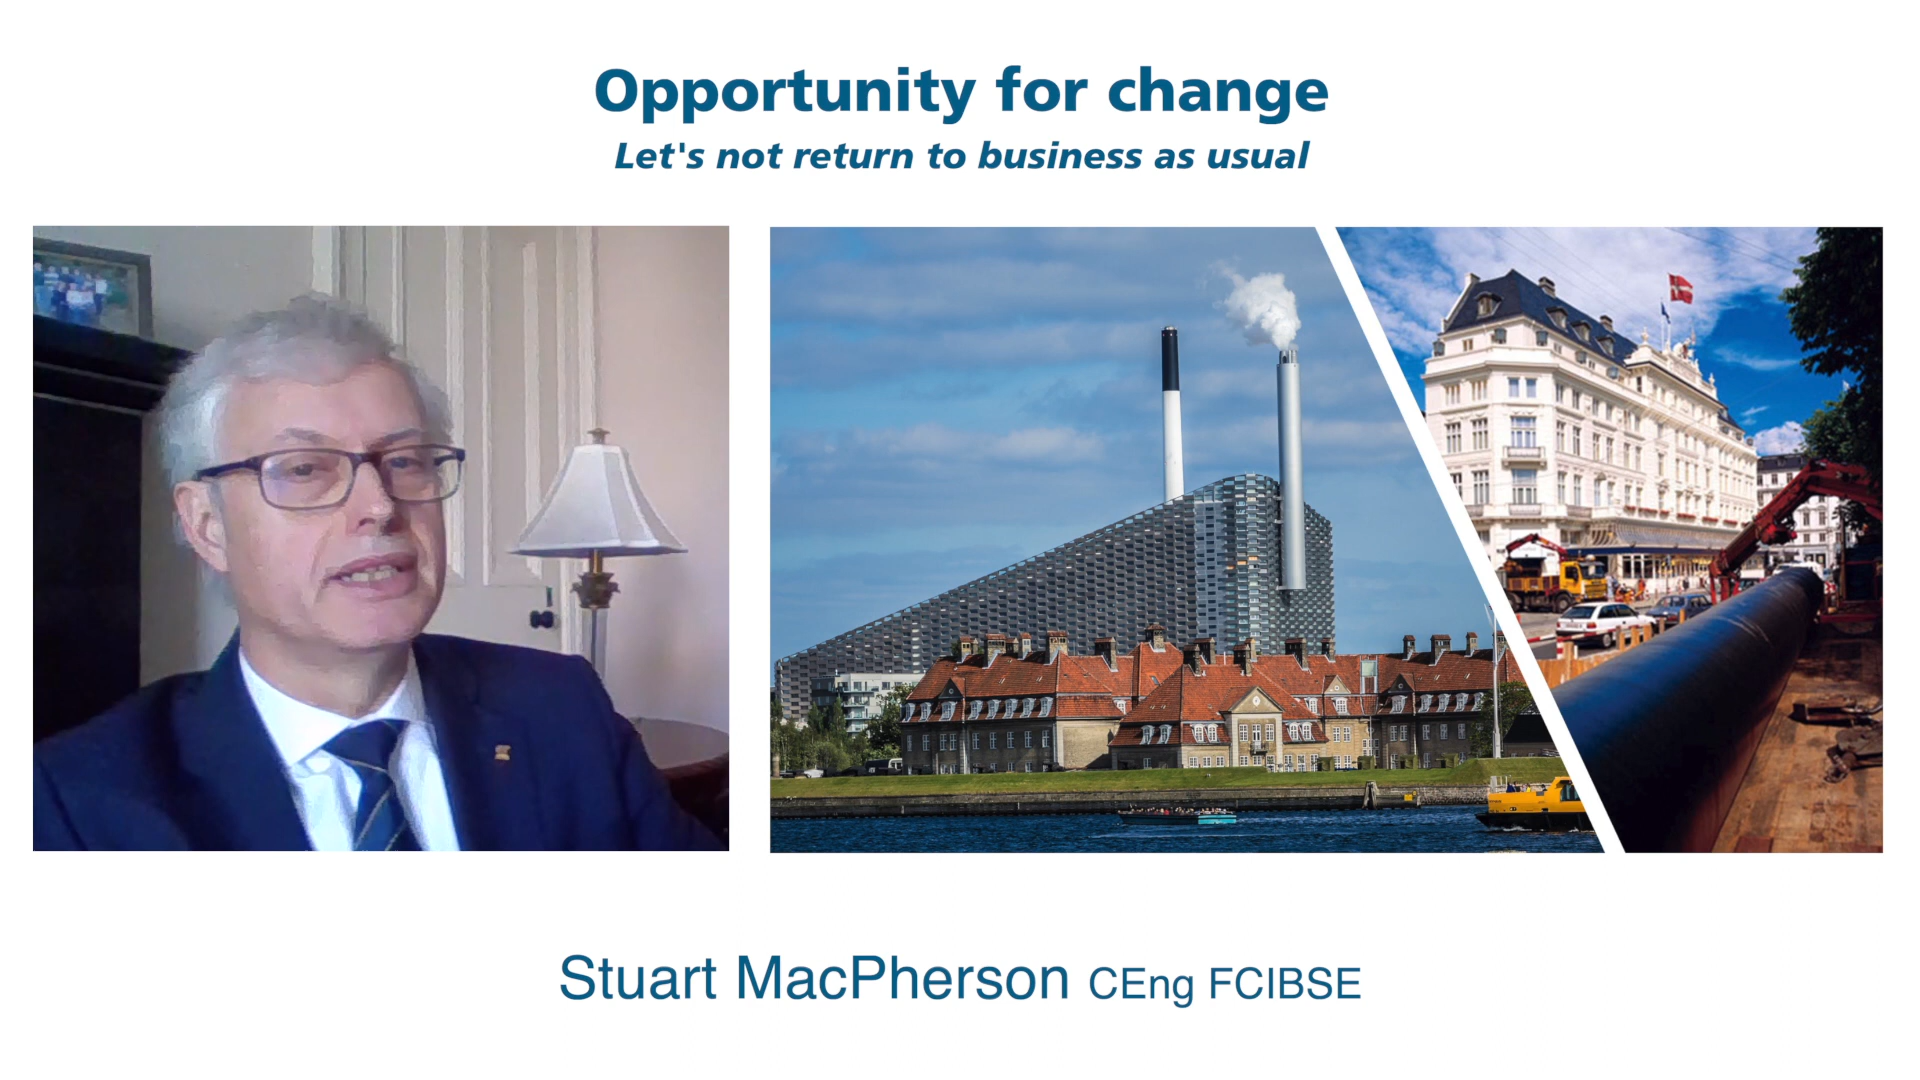 Opportunity for change
Let's not return to business as usual
Stuart MacPherson CEng FCIBSE